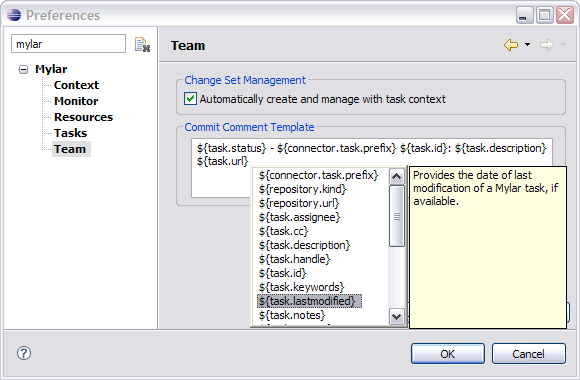 Preferences
mylar
Team
Mylar
Context
Monitor
Resources
Tasks
Team
Change Set Management
Automatically create and manage with task context
Commit Comment Template
${task.status} - ${connector.task.prefix} ${task.id}: ${task.description}
${task.url}
${connector.task.prefix}
${repository.kind}
${repository.url}
${task.assignee}
${task.cc}
${task.description}
${task.handle}
${task.id}
${task.keywords}
${task.lastmodified}
${task.notes}
Provides the date of last
modification of a Mylar task, if
available.
OK
Cancel